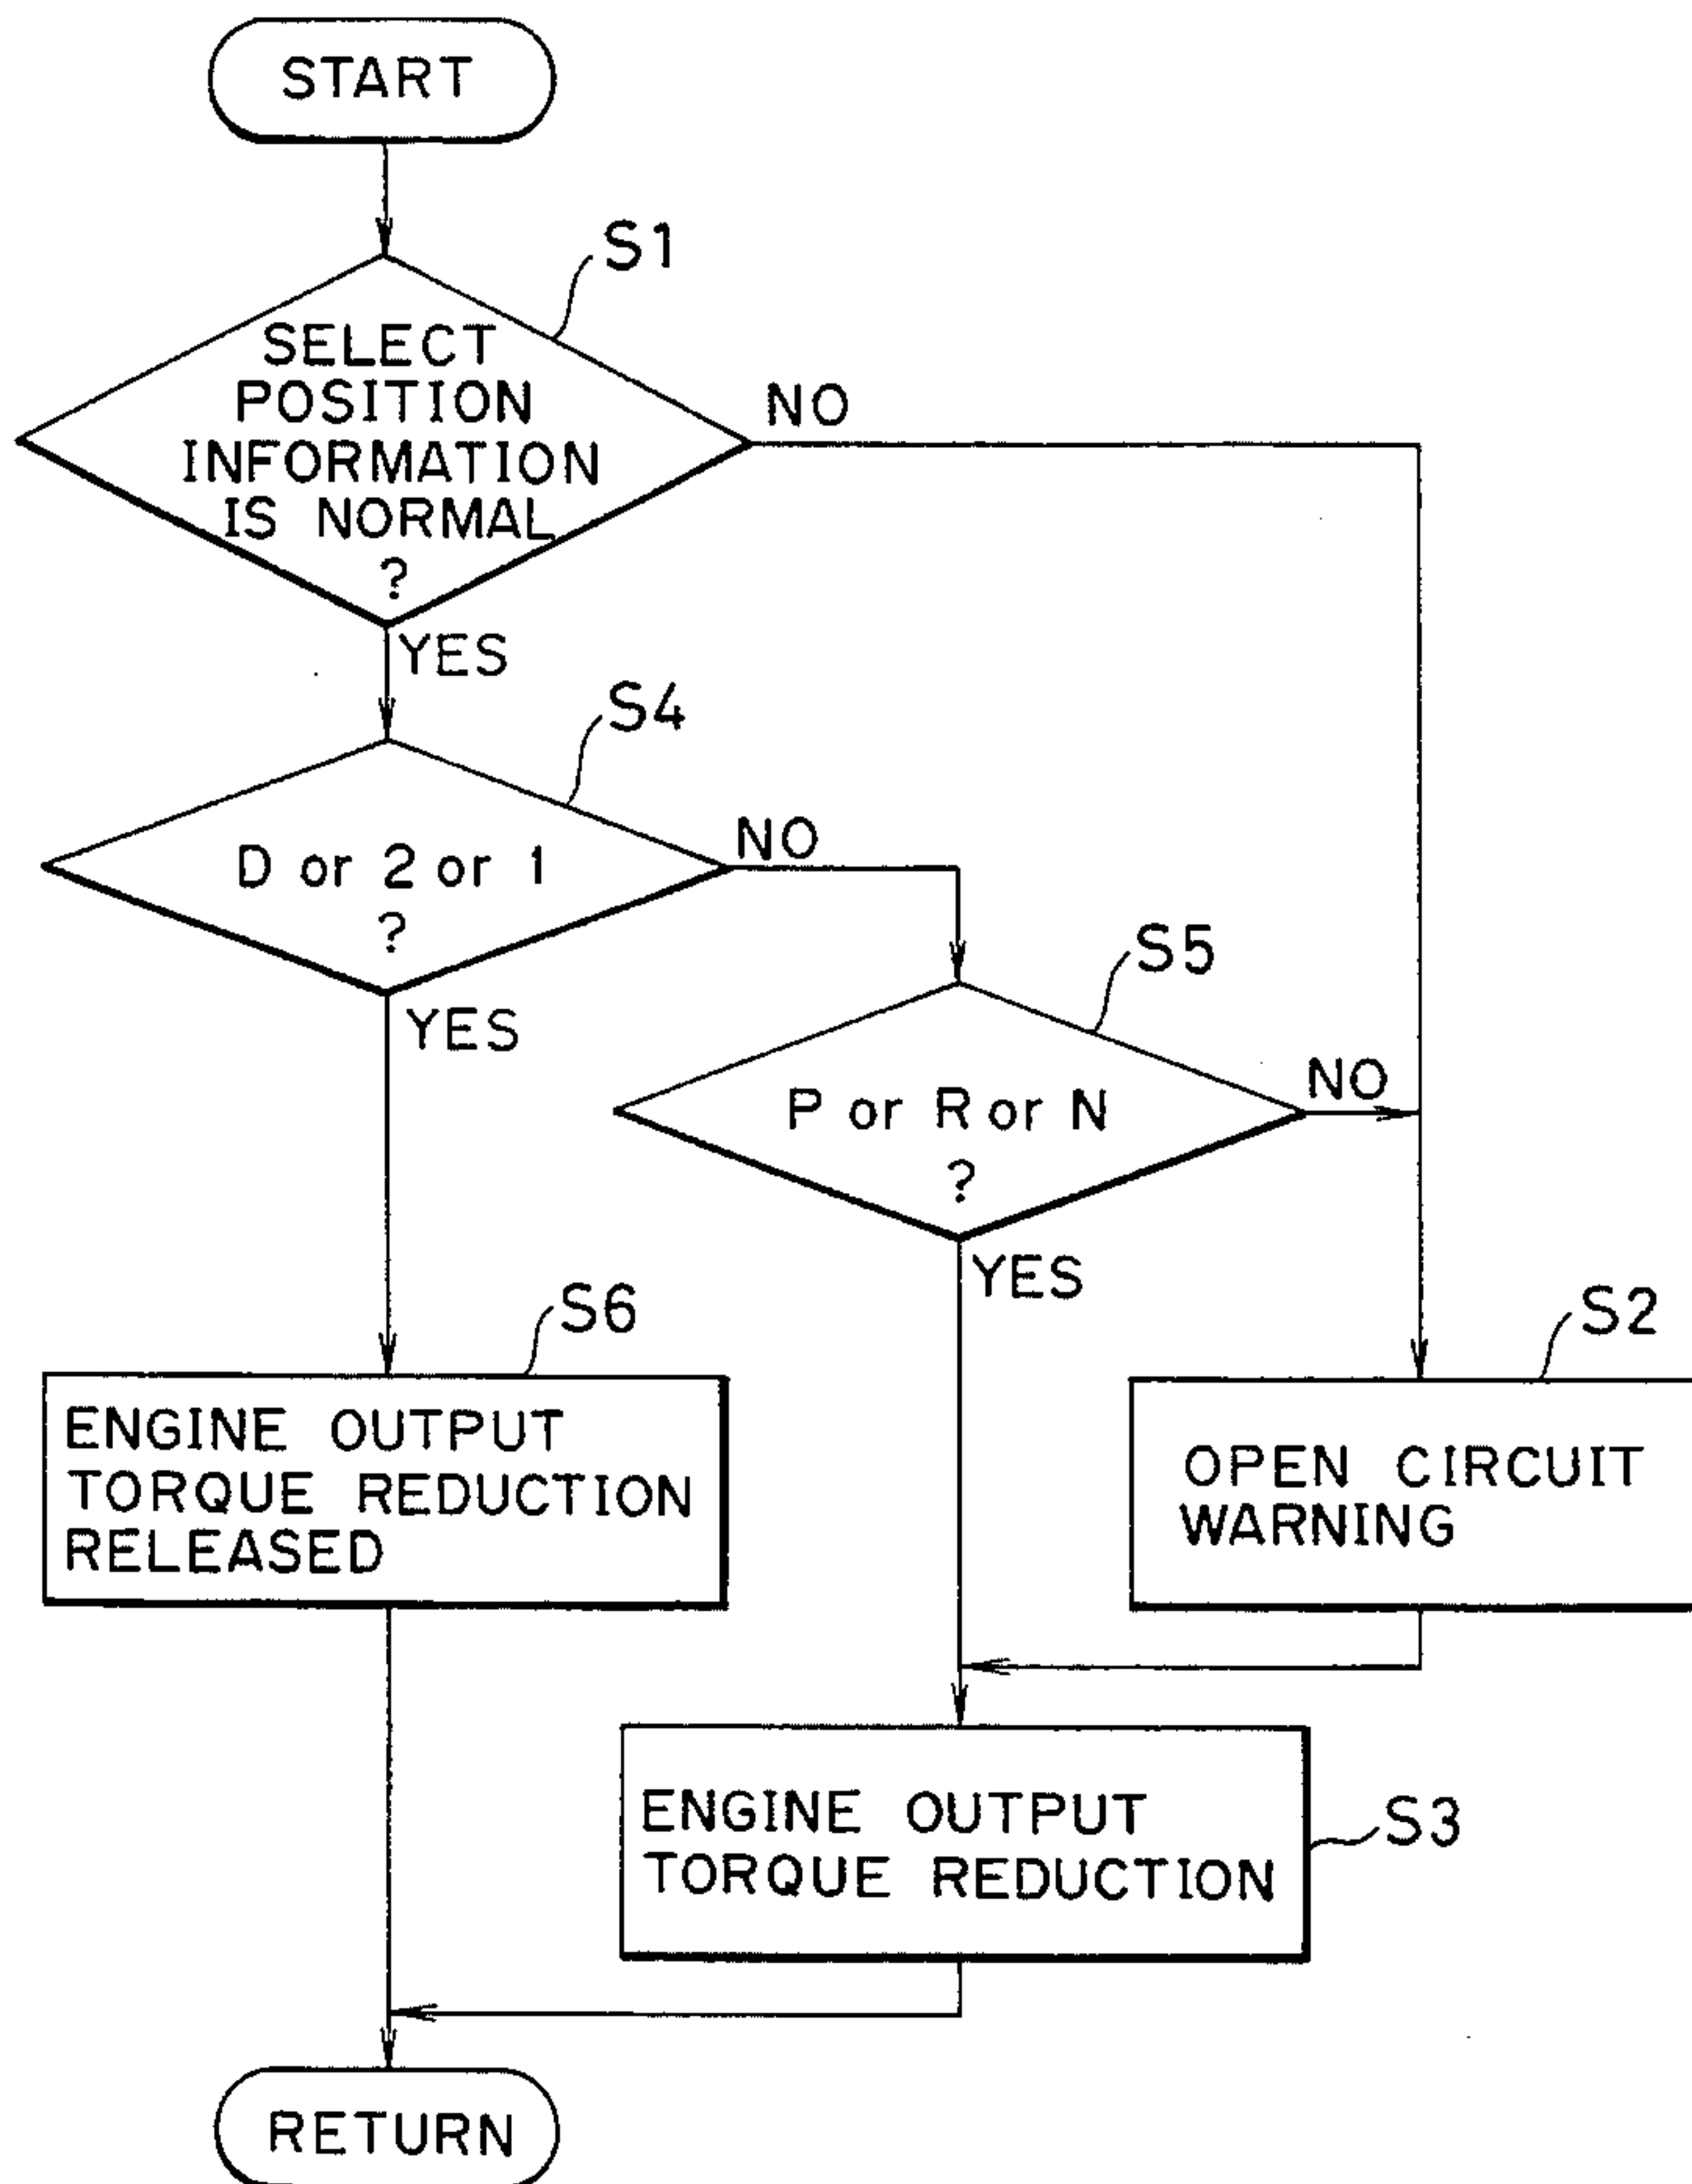 START
S1
SELECT
POSITION
INFORMATION
IS NORMAL
?
NO
YES
S4
D or 2 or 1
?
NO
YES
S5
P or R or N
?
NO
YES
S6
ENGINE OUTPUT
TORQUE REDUCTION
RELEASED
S2
OPEN CIRCUIT
WARNING
S3
ENGINE OUTPUT
TORQUE REDUCTION
RETURN